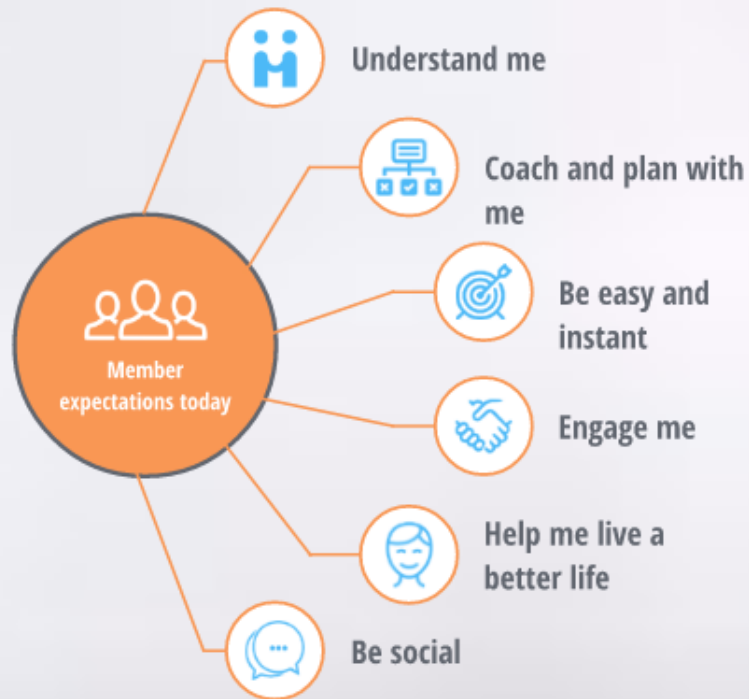 Understand me
Coach and plan with
me
Be easy and
instant
Member
expectations today
Engage me
Help me live a
better life
Be social